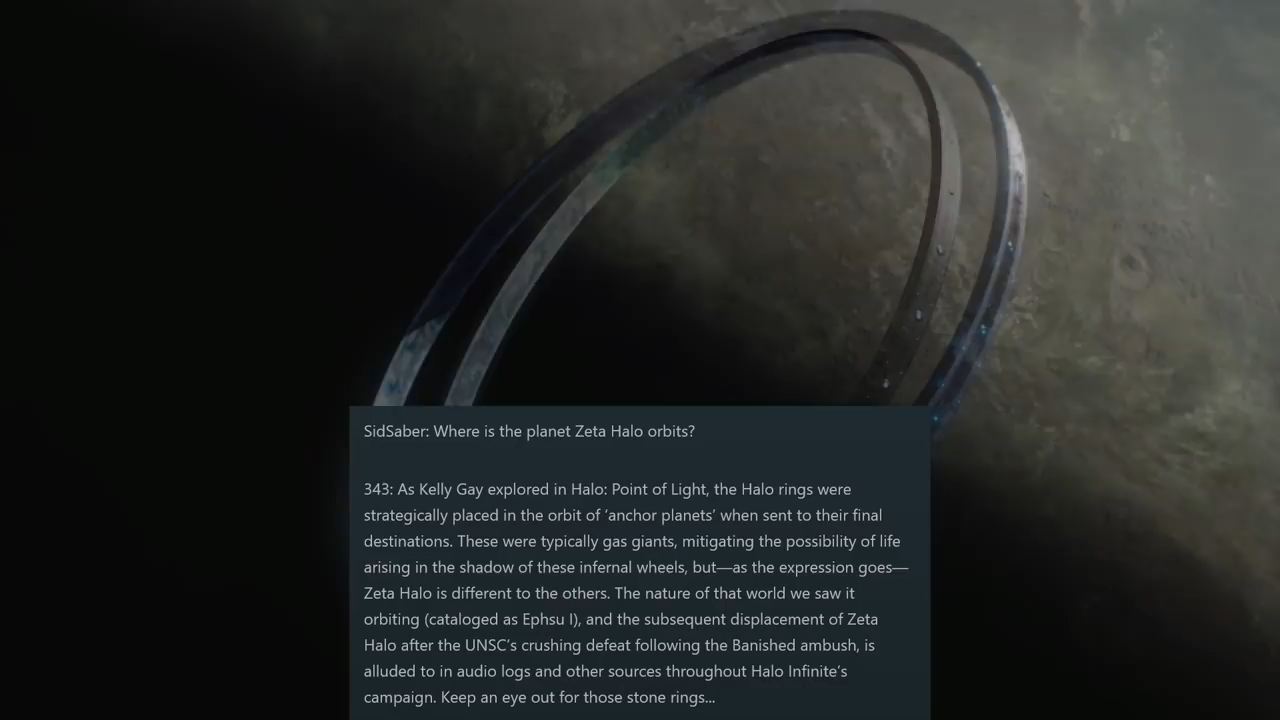 SidSaber: Where is the planet Zeta Halo orbits?
343: As Kelly Gay explored in Halo: Point of Light, the Halo rings were
strategically placed in the orbit of ‘anchor planets’ when sent to their final
destinations. These were typically gas giants, mitigating the possibility of life
arising in the shadow of these infernal wheels, but—as the expression goes—
Zeta Halo is different to the others. The nature of that world we saw it
orbiting (cataloged as Ephsu I), and the subsequent displacement of Zeta
Halo after the UNSC’s crushing defeat following the Banished ambush, is
alluded to in audio logs and other sources throughout Halo Infinite’s
campaign. Keep an eye out for those stone rings...